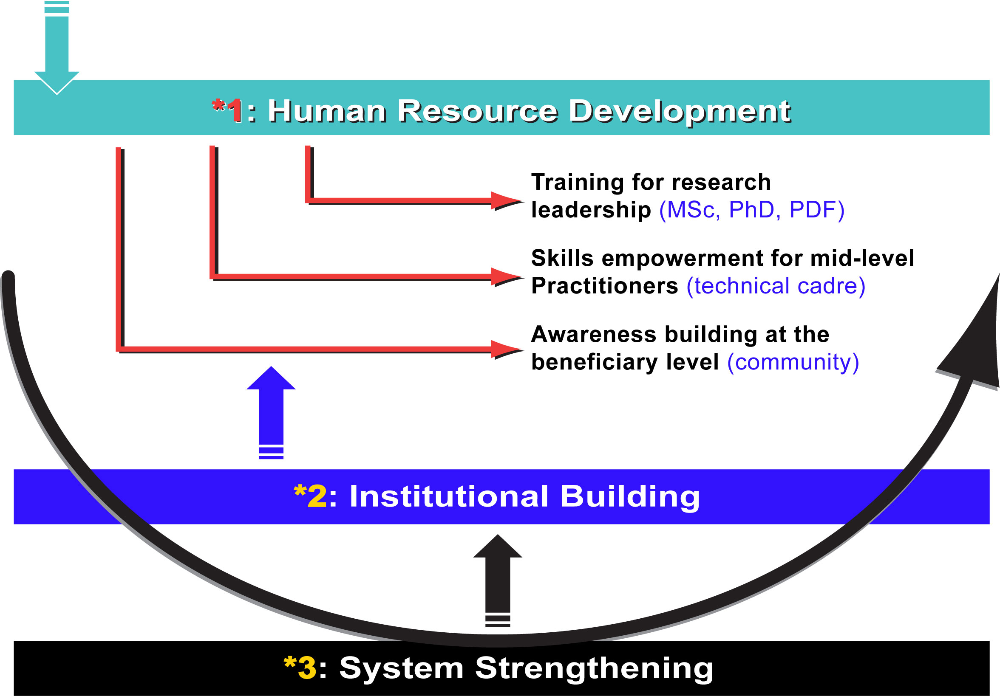 *1: Human Resource Development
Training for research
leadership (MSc, PhD, PDF)
Skills empowerment for mid-level
Practitioners (technical cadre)
Awareness building at the
beneficiary level (community)
*2: Institutional Building
*3: System Strengthening